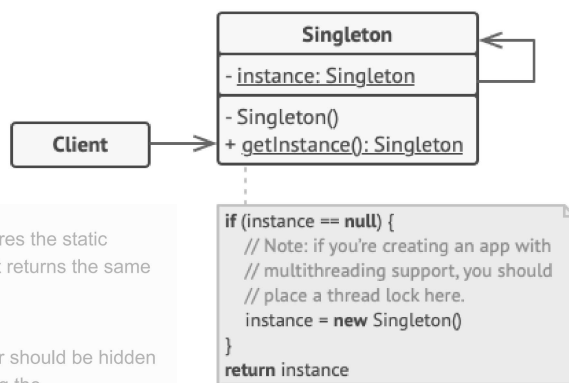 Singleton
- instance: Singleton
- Singleton()
+ getInstance(): Singleton
Client
res the static
returns the same
r should be hidden
if (instance == null) {
// Note: if you're creating an app with
// multithreading support, you should
// place a thread lock here.
instance = new Singleton()
}
return instance